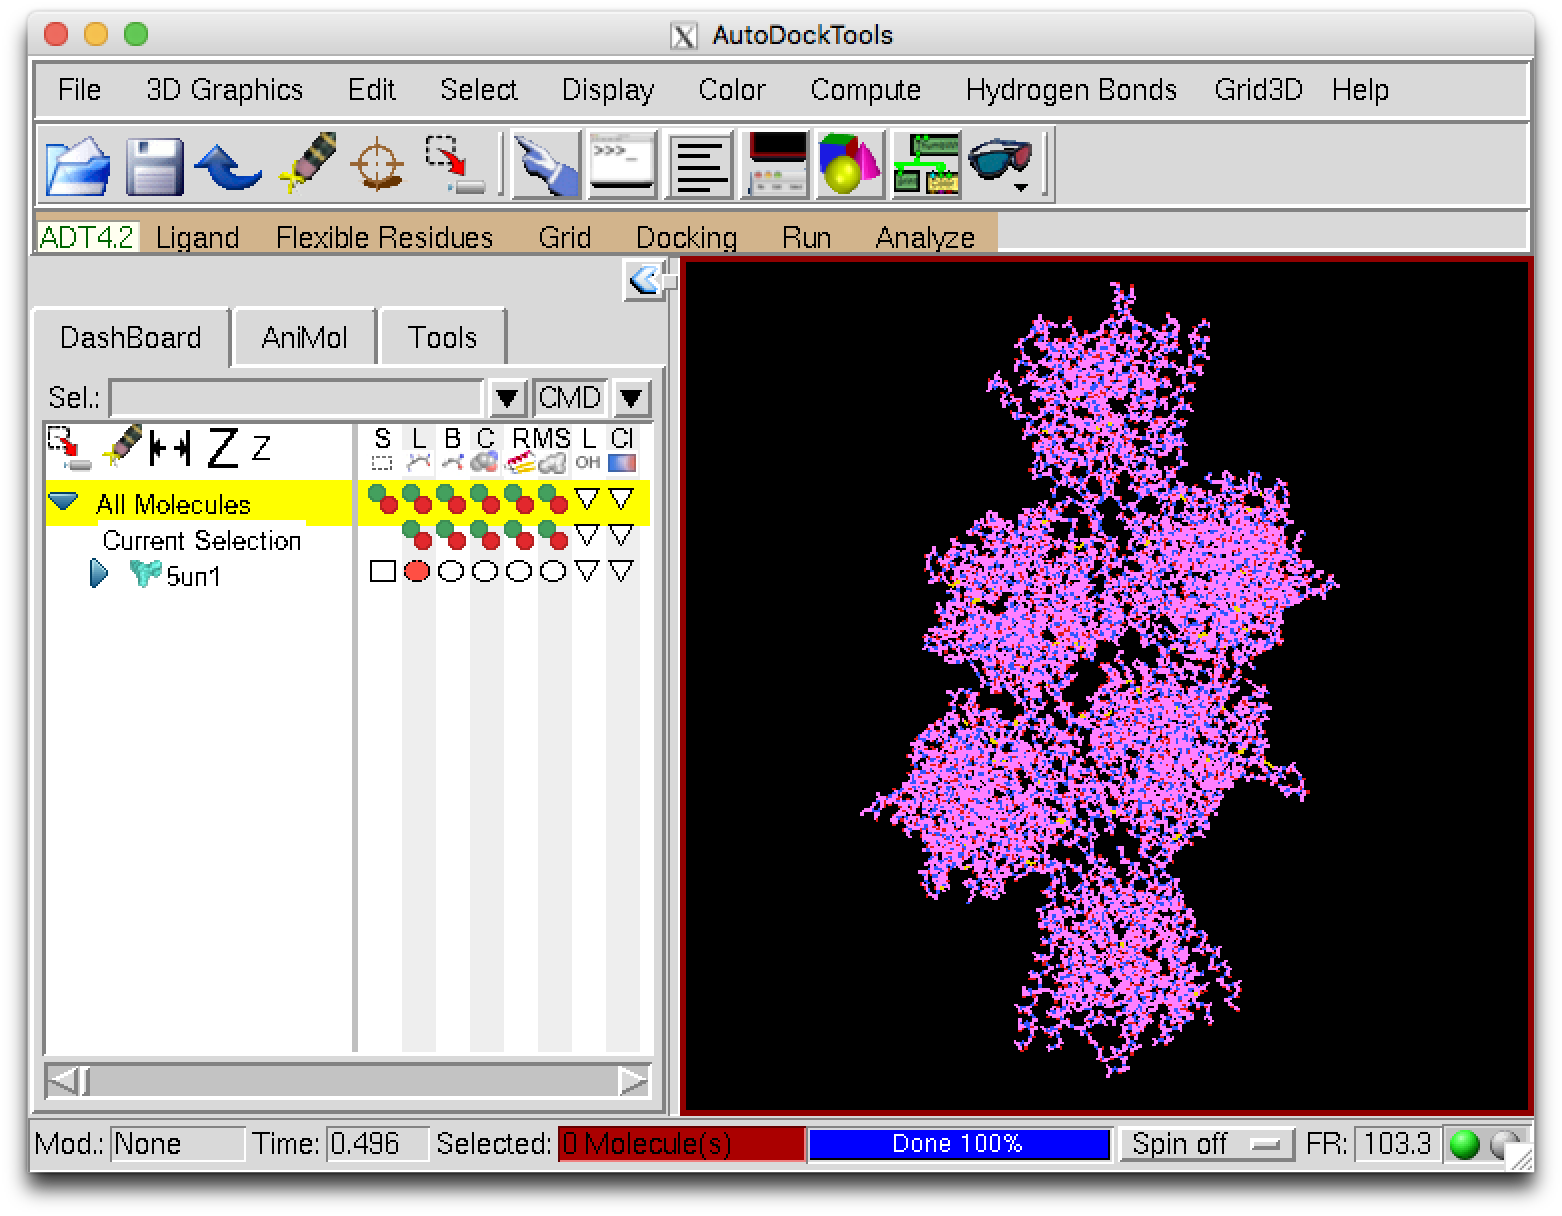 X AutoDockTools
File 3D Graphics Edit Select Display Color Compute Hydrogen Bonds Grid3D Help
>>>_
ADT4.2 Ligand Flexible Residues Grid Docking Run Analyze
DashBoard AniMol Tools
Sel.: CMD
Z Z S L B C R MS L Cl
OH
All Molecules
Current Selection
5un1
Mod.: None Time: 0.496 Selected: 0 Molecule(s) Done 100% Spin off FR: 103.3